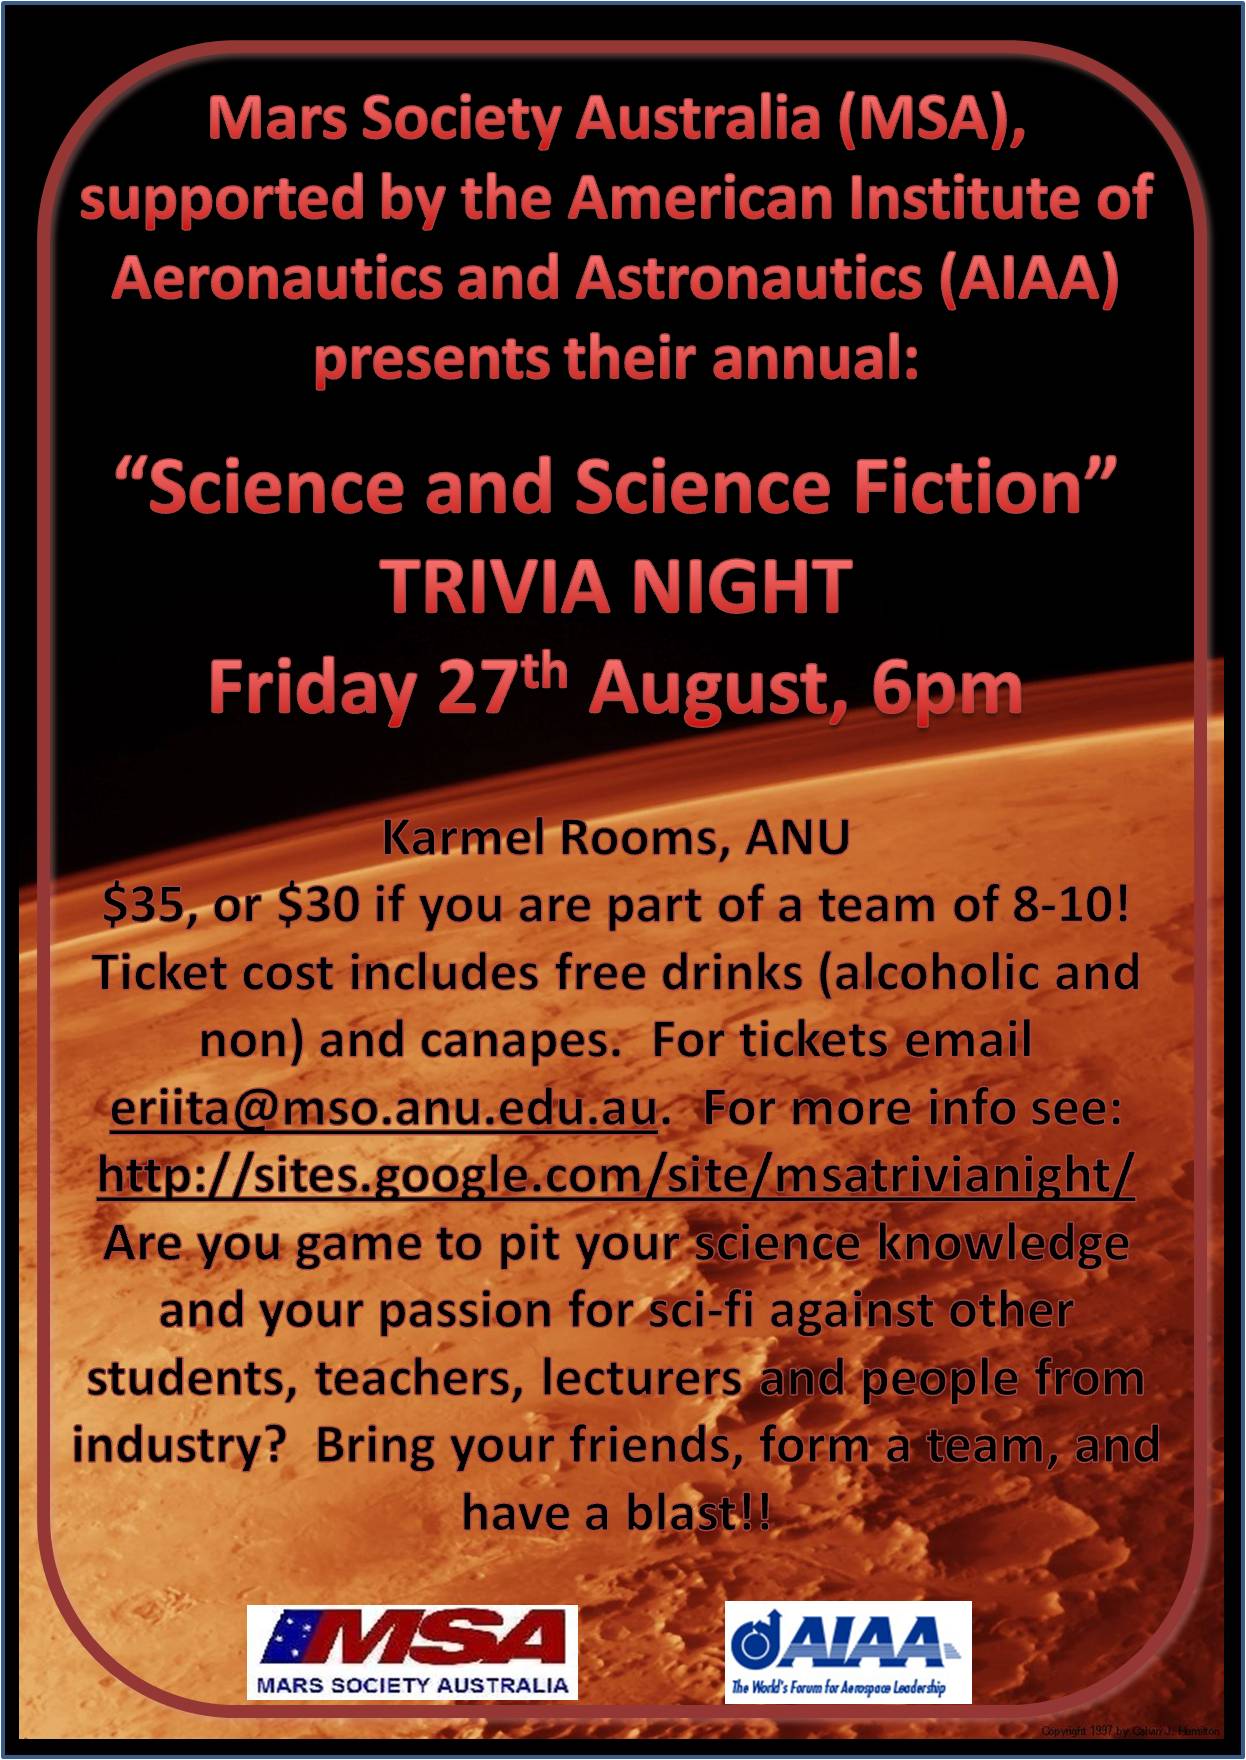 Mars Society Australia (MSA),
supported by the American Institute of
Aeronautics and Astronautics (AIAA)
presents their annual:
“Science and Science Fiction”
TRIVIA NIGHT
Friday 27th August, 6pm
Karmel Rooms, ANU
$35, or $30 if you are part of a team of 8-10!
Ticket cost includes free drinks (alcoholic and
non) and canapes.  For tickets email
eriita@mso.anu.edu.au.  For more info see:
http://sites.google.com/site/msatrivianight/
Are you game to pit your science knowledge
and your passion for sci-fi against other
students, teachers, lecturers and people from
industry?  Bring your friends, form a team, and
have a blast!!
MSA
MARS SOCIETY AUSTRALIA
AIAA
The World's Forum for Aerospace Leadership
Copyright 1997 by Calvin J. Hamilton